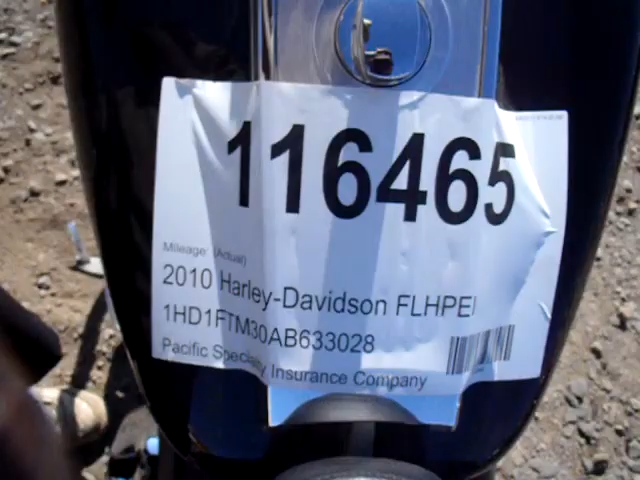 116465
Mileage: (Actual)
2010 Harley-Davidson FLHPEI
1HD1FTM30AB633028
Pacific Specialty Insurance Company